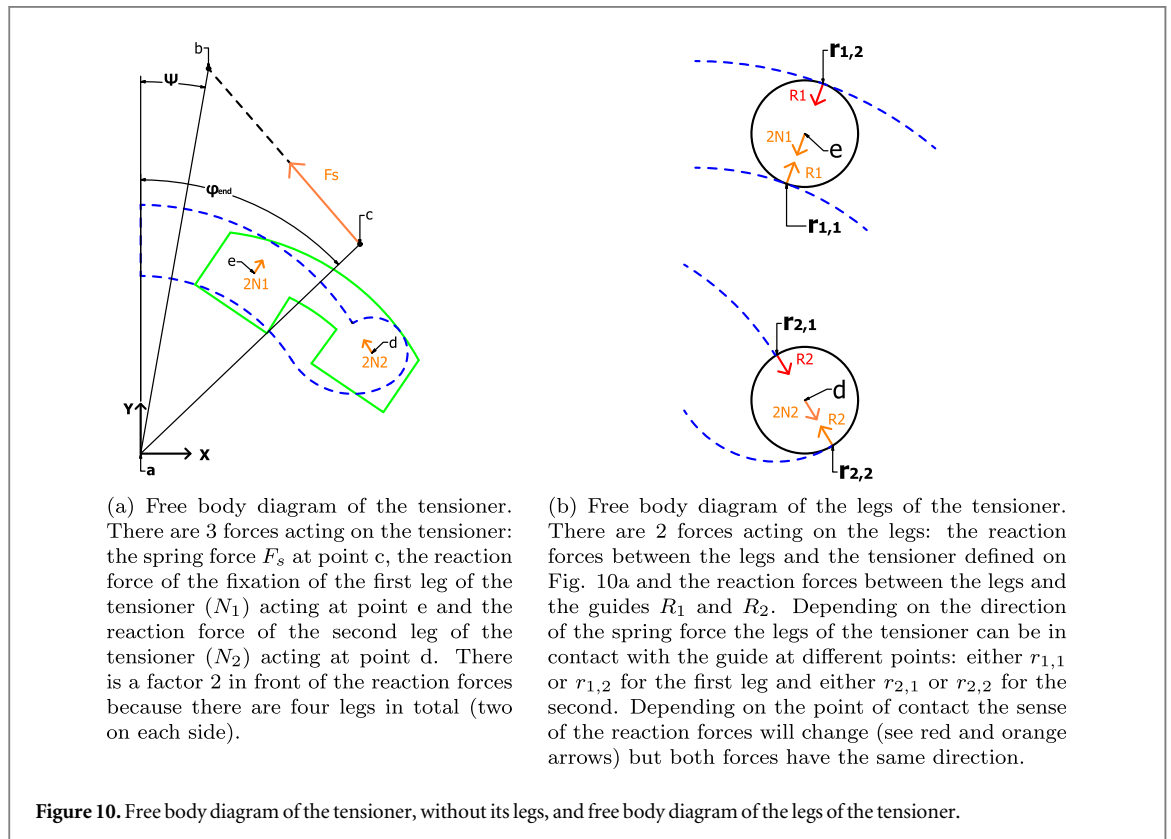 b
Ψ
Fs
φend
c
e
2N1
d
2N2
Y
X
a
r1,2
R1
2N1
e
R1
r1,1
r2,1
R2
d
2N2
R2
r2,2
(a) Free body diagram of the tensioner.
There are 3 forces acting on the tensioner:
the spring force Fs at point c, the reaction
force of the fixation of the first leg of the
tensioner (N1) acting at point e and the
reaction force of the second leg of the
tensioner (N2) acting at point d. There
is a factor 2 in front of the reaction forces
because there are four legs in total (two
on each side).
(b) Free body diagram of the legs of the tensioner.
There are 2 forces acting on the legs: the reaction
forces between the legs and the tensioner defined on
Fig. 10a and the reaction forces between the legs and
the guides R1 and R2. Depending on the direction
of the spring force the legs of the tensioner can be in
contact with the guide at different points: either r1,1
or r1,2 for the first leg and either r2,1 or r2,2 for the
second. Depending on the point of contact the sense
of the reaction forces will change (see red and orange
arrows) but both forces have the same direction.
Figure 10. Free body diagram of the tensioner, without its legs, and free body diagram of the legs of the tensioner.